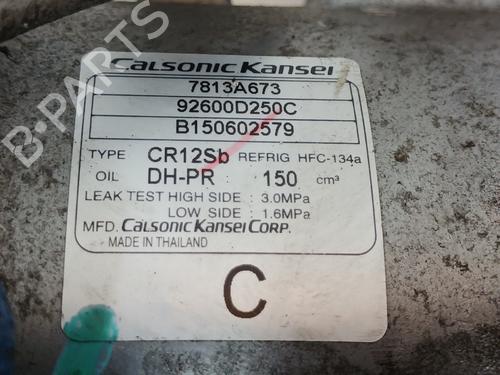 Calsonic Kansei
7813A673
92600D250C
B150602579
TYPE CR12Sb REFRIG HFC-134a
OIL DH-PR 150 cm³
LEAK TEST HIGH SIDE : 3.0MPa
LOW SIDE : 1.6MPa
MFD. CALSONIC KANSEI CORP.
MADE IN THAILAND
C